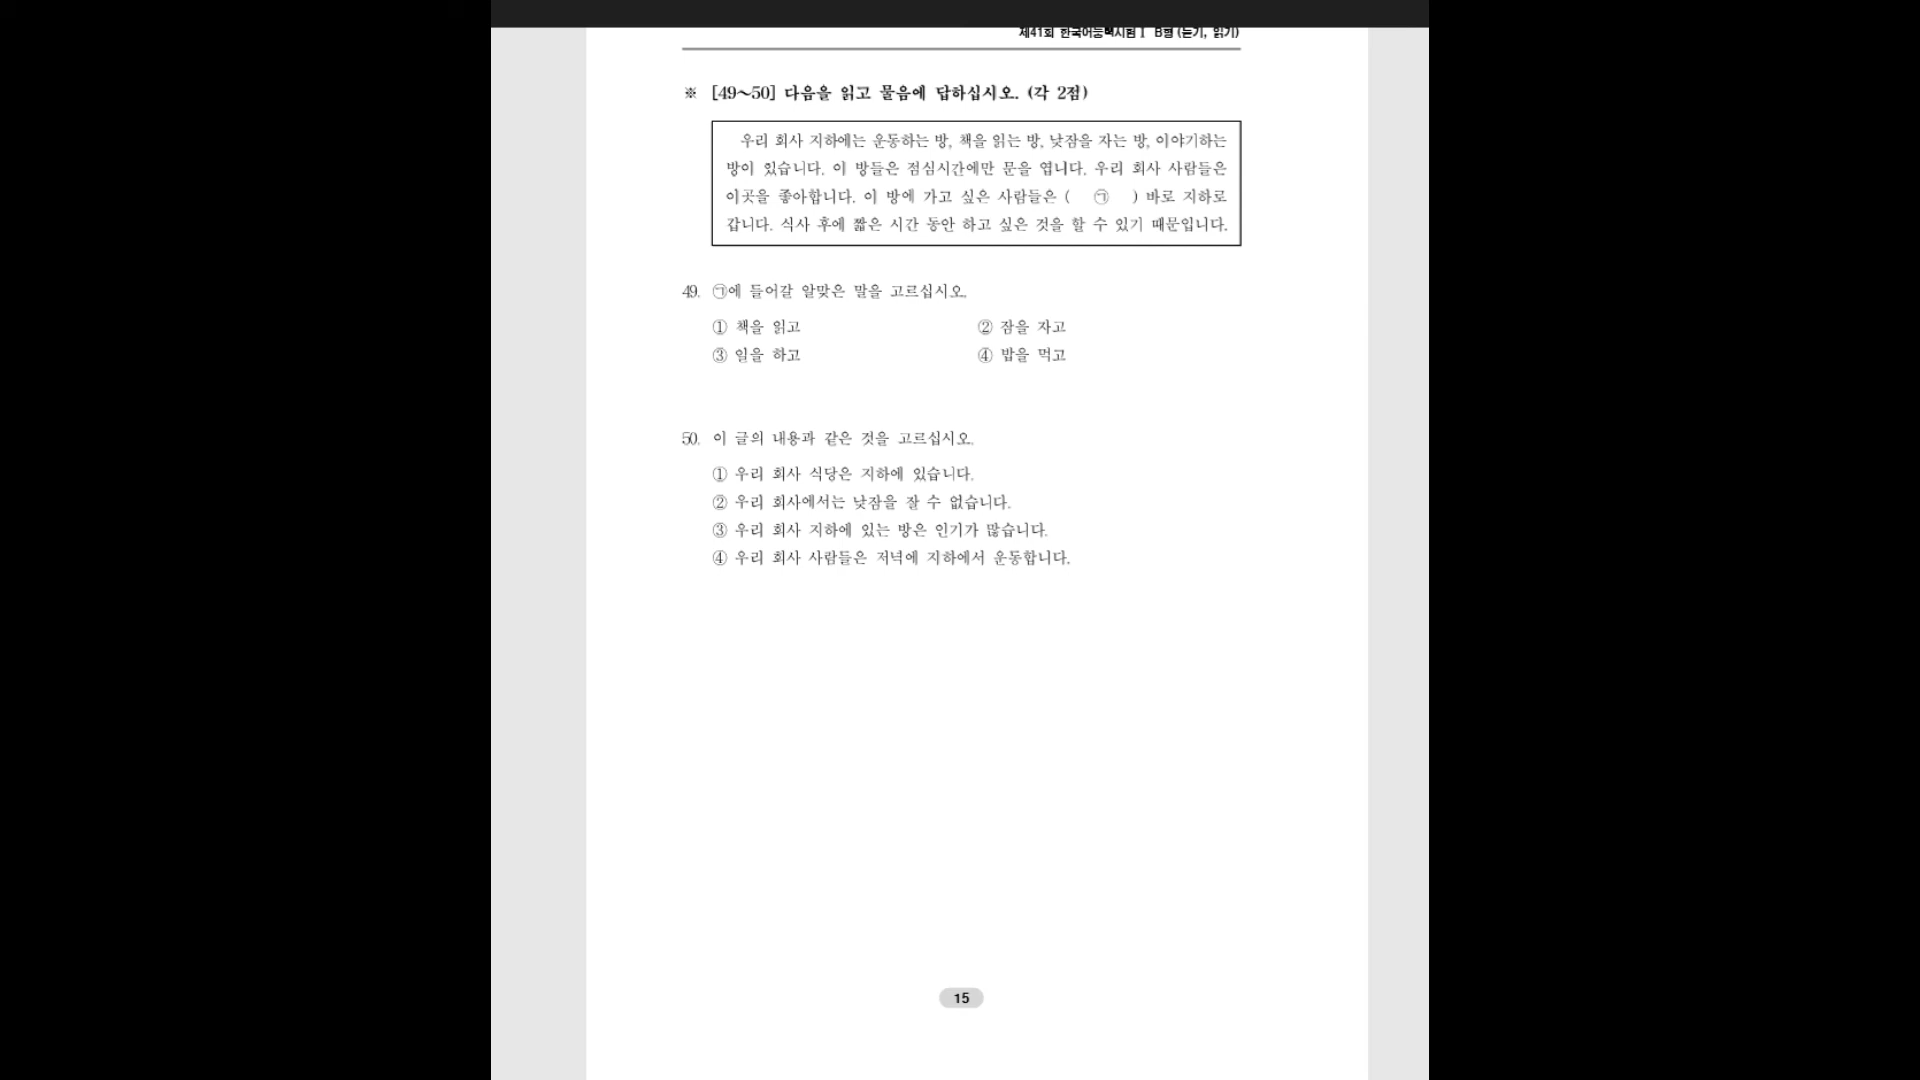 제41회 한국어능력시험 I B형 (듣기, 읽기)
※ [49~50] 다음을 읽고 물음에 답하십시오. (각 2점)
우리 회사 지하에는 운동하는 방, 책을 읽는 방, 낮잠을 자는 방, 이야기하는
방이 있습니다. 이 방들은 점심시간에만 문을 엽니다. 우리 회사 사람들은
이곳을 좋아합니다. 이 방에 가고 싶은 사람들은 ( ㉠ ) 바로 지하로
갑니다. 식사 후에 짧은 시간 동안 하고 싶은 것을 할 수 있기 때문입니다.
49. ㉠에 들어갈 알맞은 말을 고르십시오.
① 책을 읽고 ② 잠을 자고
③ 일을 하고 ④ 밥을 먹고
50. 이 글의 내용과 같은 것을 고르십시오.
① 우리 회사 식당은 지하에 있습니다.
② 우리 회사에서는 낮잠을 잘 수 없습니다.
③ 우리 회사 지하에 있는 방은 인기가 많습니다.
④ 우리 회사 사람들은 저녁에 지하에서 운동합니다.
15